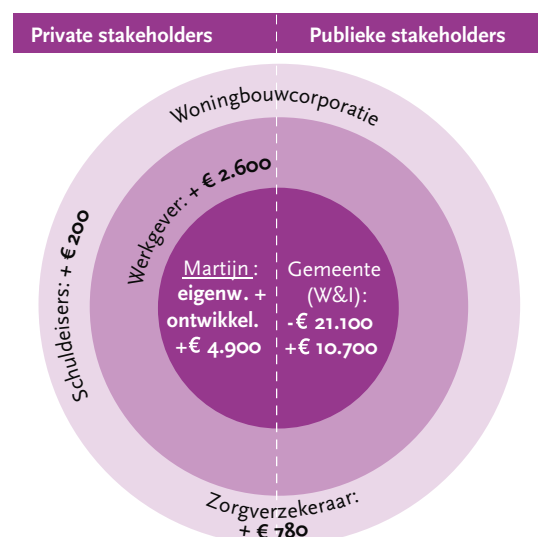 Private stakeholders
Publieke stakeholders
Woningbouwcorporatie
Werkgever: + € 2.600
Schuldeisers: + € 200
Martijn:
eigenw. +
ontwikkel.
+€ 4.900
Gemeente
(W&I):
-€ 21.100
+€ 10.700
Zorgverzekeraar:
+ € 780